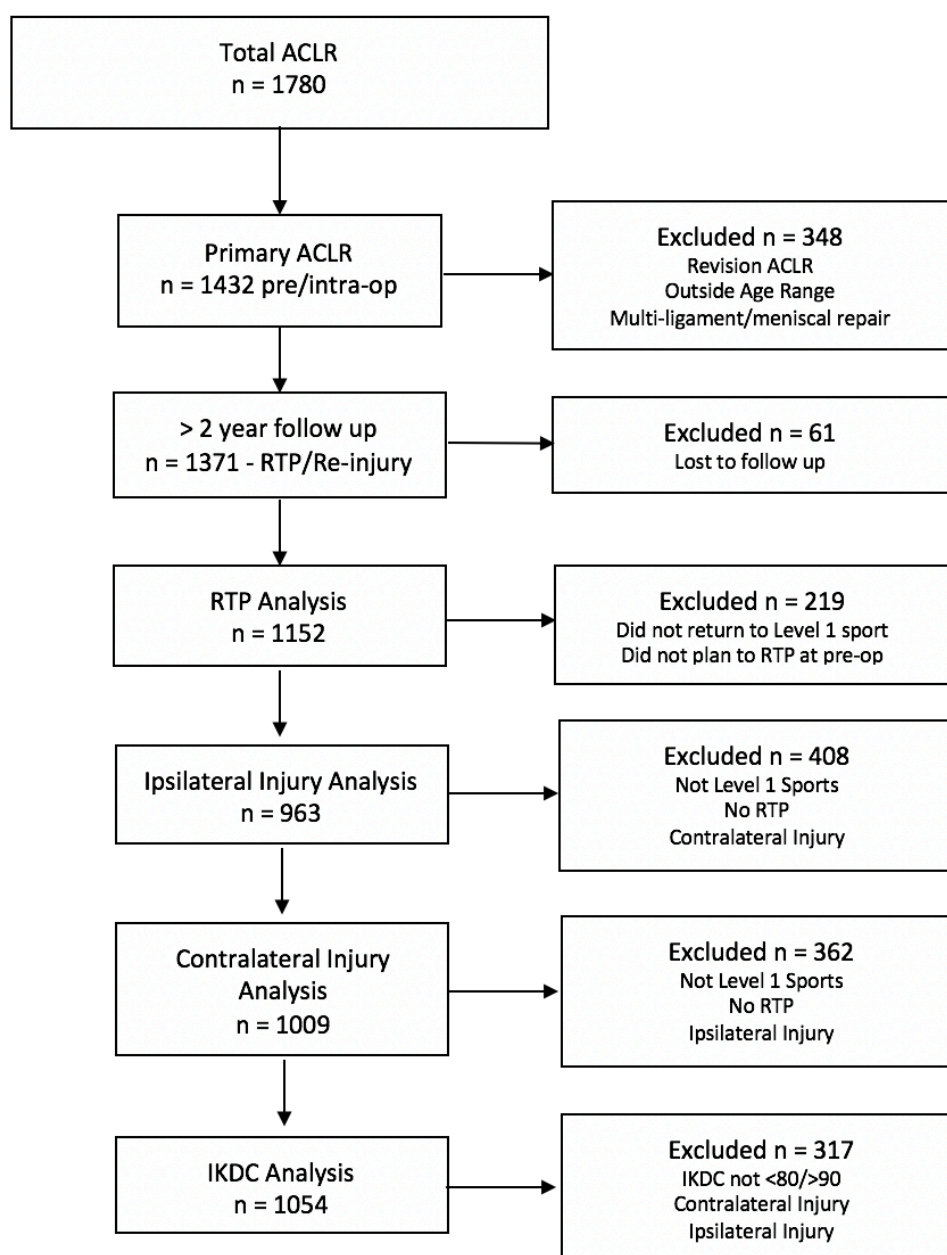 Total ACLR
n = 1780
Primary ACLR
n = 1432 pre/intra-op
Excluded n = 348
Revision ACLR
Outside Age Range
Multi-ligament/meniscal repair
> 2 year follow up
n = 1371 - RTP/Re-injury
Excluded n = 61
Lost to follow up
RTP Analysis
n = 1152
Excluded n = 219
Did not return to Level 1 sport
Did not plan to RTP at pre-op
Ipsilateral Injury Analysis
n = 963
Excluded n = 408
Not Level 1 Sports
No RTP
Contralateral Injury
Contralateral Injury
Analysis
n = 1009
Excluded n = 362
Not Level 1 Sports
No RTP
Ipsilateral Injury
IKDC Analysis
n = 1054
Excluded n = 317
IKDC not <80/>90
Contralateral Injury
Ipsilateral Injury